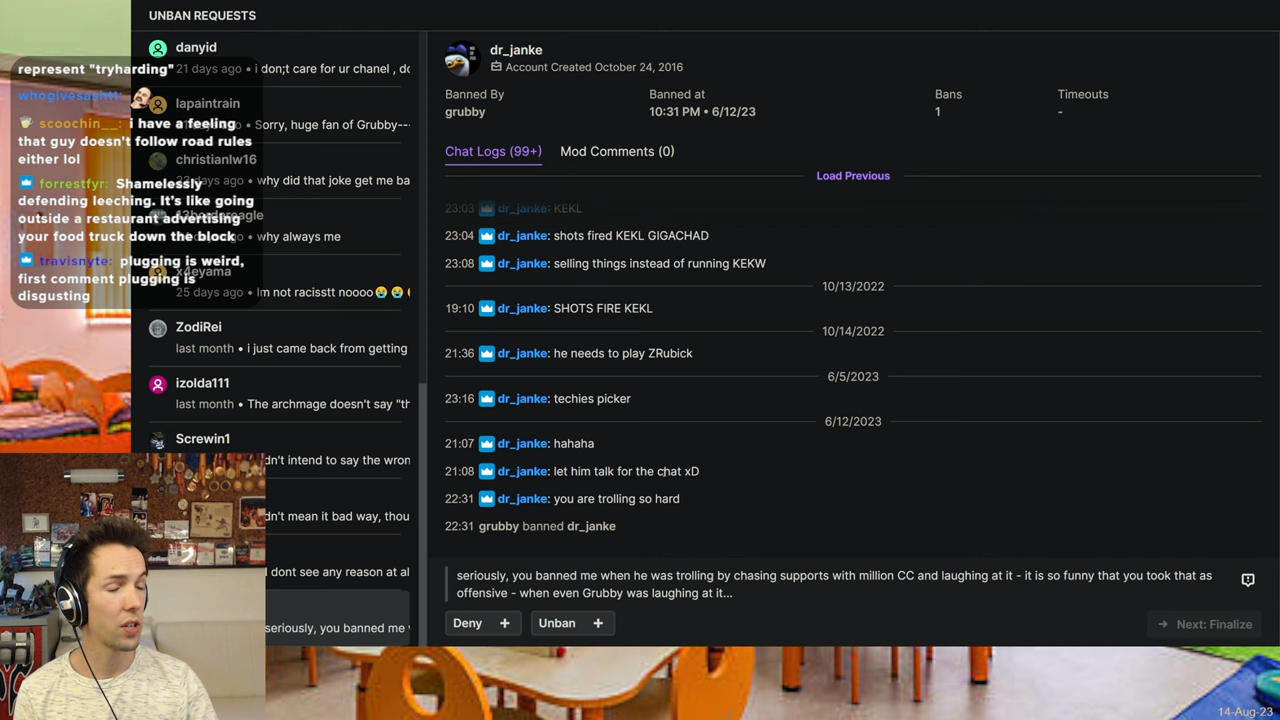 UNBAN REQUESTS
danyid
21 days ago • i don;t care for ur chanel , dc
lapaintrain
Sorry, huge fan of Grubby--
christianlw16
days ago • why did that joke get me ba
why always me
x4eyama
25 days ago • Im not racisstt noooo😭😭
ZodiRei
last month • i just came back from getting
izolda111
last month • The archmage doesn't say "th
Screwin1
dn't intend to say the wron
dn't mean it bad way, thou
dont see any reason at al
seriously, you banned me
represent "tryharding"
whogivesashtt:
scoochin__: i have a feeling
that guy doesn't follow road rules
either lol
forrestfyr: Shamelessly
defending leeching. It's like going
outside a restaurant advertising
your food truck down the block
travisnyte: plugging is weird,
first comment plugging is
disgusting
dr_janke
Account Created October 24, 2016
Banned By
grubby
Banned at
10:31 PM • 6/12/23
Bans
1
Timeouts
-
Chat Logs (99+) Mod Comments (0)
Load Previous
23:03 dr_janke: KEKL
23:04 dr_janke: shots fired KEKL GIGACHAD
23:08 dr_janke: selling things instead of running KEKW
10/13/2022
19:10 dr_janke: SHOTS FIRE KEKL
10/14/2022
21:36 dr_janke: he needs to play ZRubick
6/5/2023
23:16 dr_janke: techies picker
6/12/2023
21:07 dr_janke: hahaha
21:08 dr_janke: let him talk for the chat xD
22:31 dr_janke: you are trolling so hard
22:31 grubby banned dr_janke
seriously, you banned me when he was trolling by chasing supports with million CC and laughing at it - it is so funny that you took that as
offensive - when even Grubby was laughing at it...
Deny +
Unban +
→ Next: Finalize
14-Aug-23